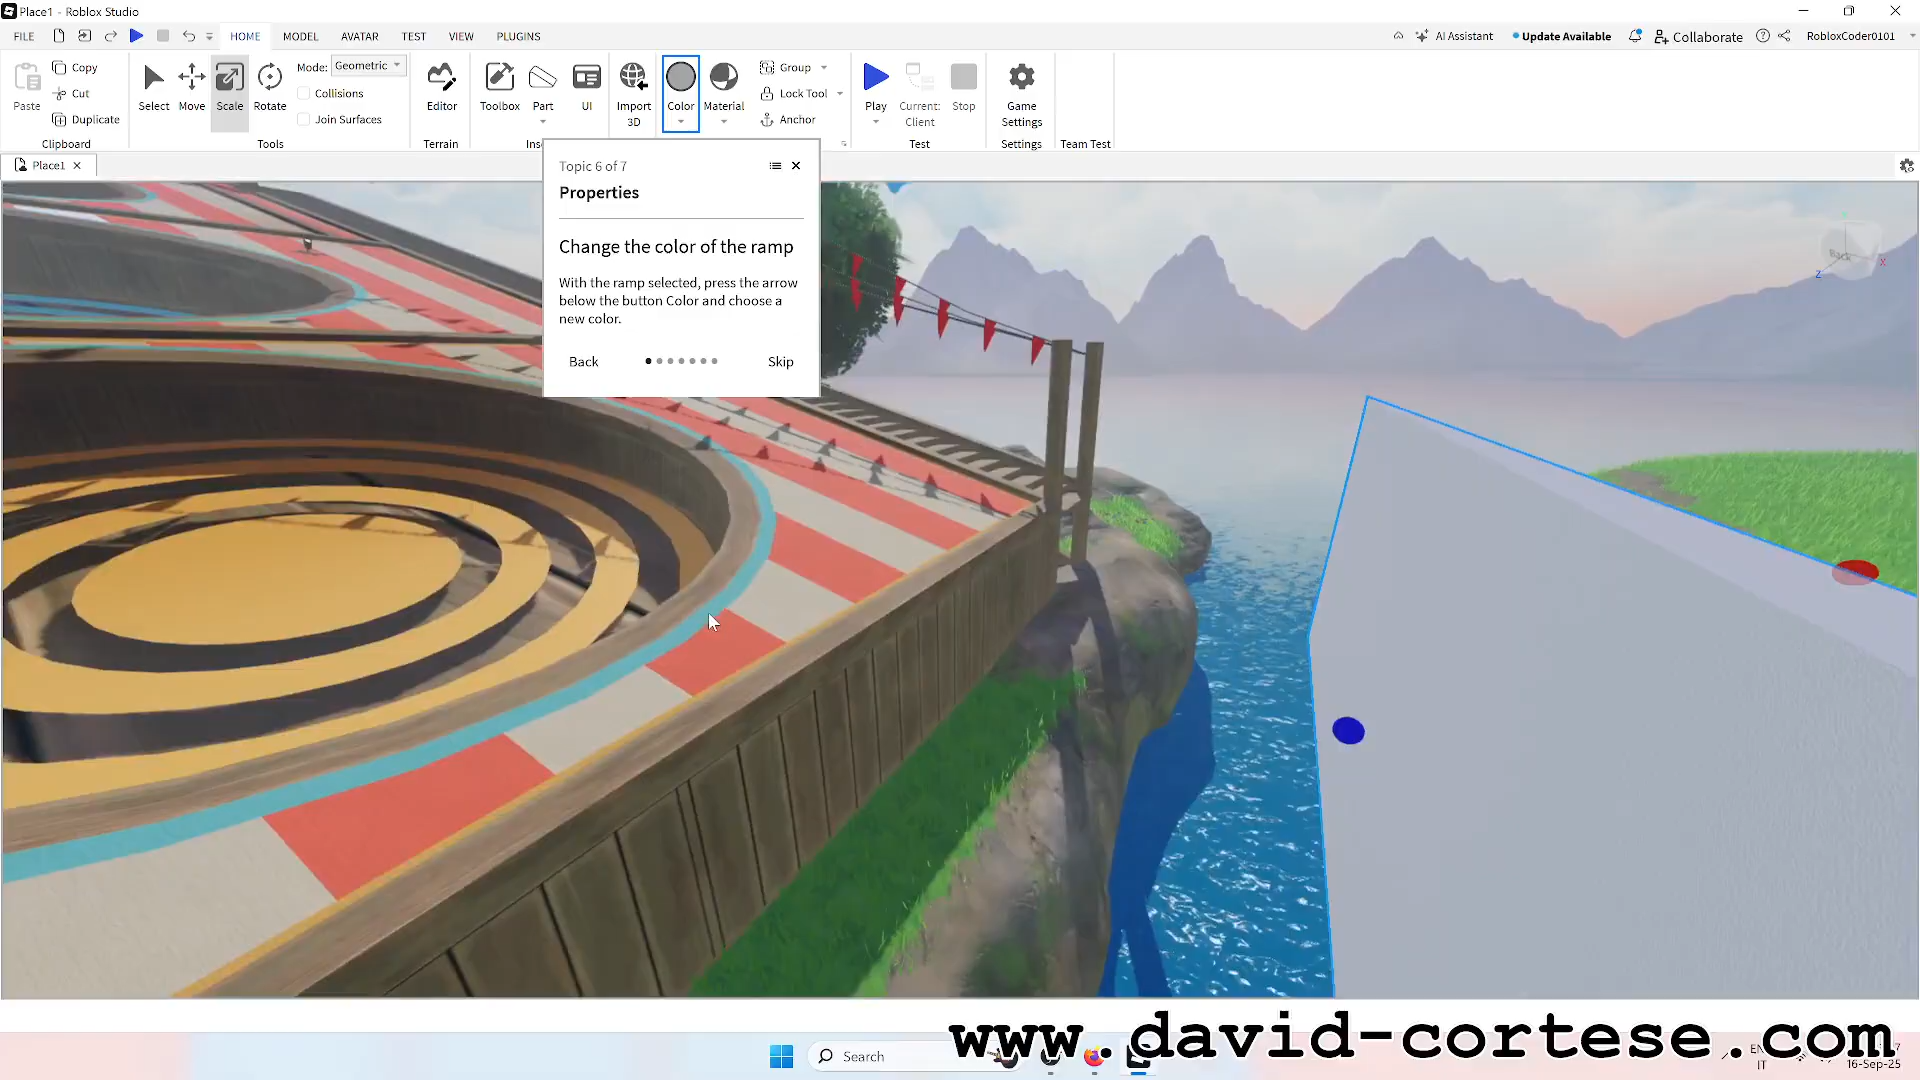 Place1 - Roblox Studio
FILE HOME MODEL AVATAR TEST VIEW PLUGINS AI Assistant Update Available Collaborate RobloxCoder0101
Paste Copy Cut Duplicate
Clipboard
Select Move Scale Rotate
Mode: Geometric
Collisions
Join Surfaces
Tools
Editor
Terrain
Toolbox Part UI
Import
3D
Color Material
Group
Lock Tool
Anchor
Play Current:
Client Stop
Test
Game
Settings
Settings
Team Test
Place1
Topic 6 of 7
Properties
Change the color of the ramp
With the ramp selected, press the arrow
below the button Color and choose a
new color.
Back Skip
Back
X
Z
www.david-cortese.com
Search
IT
16-Sep-25